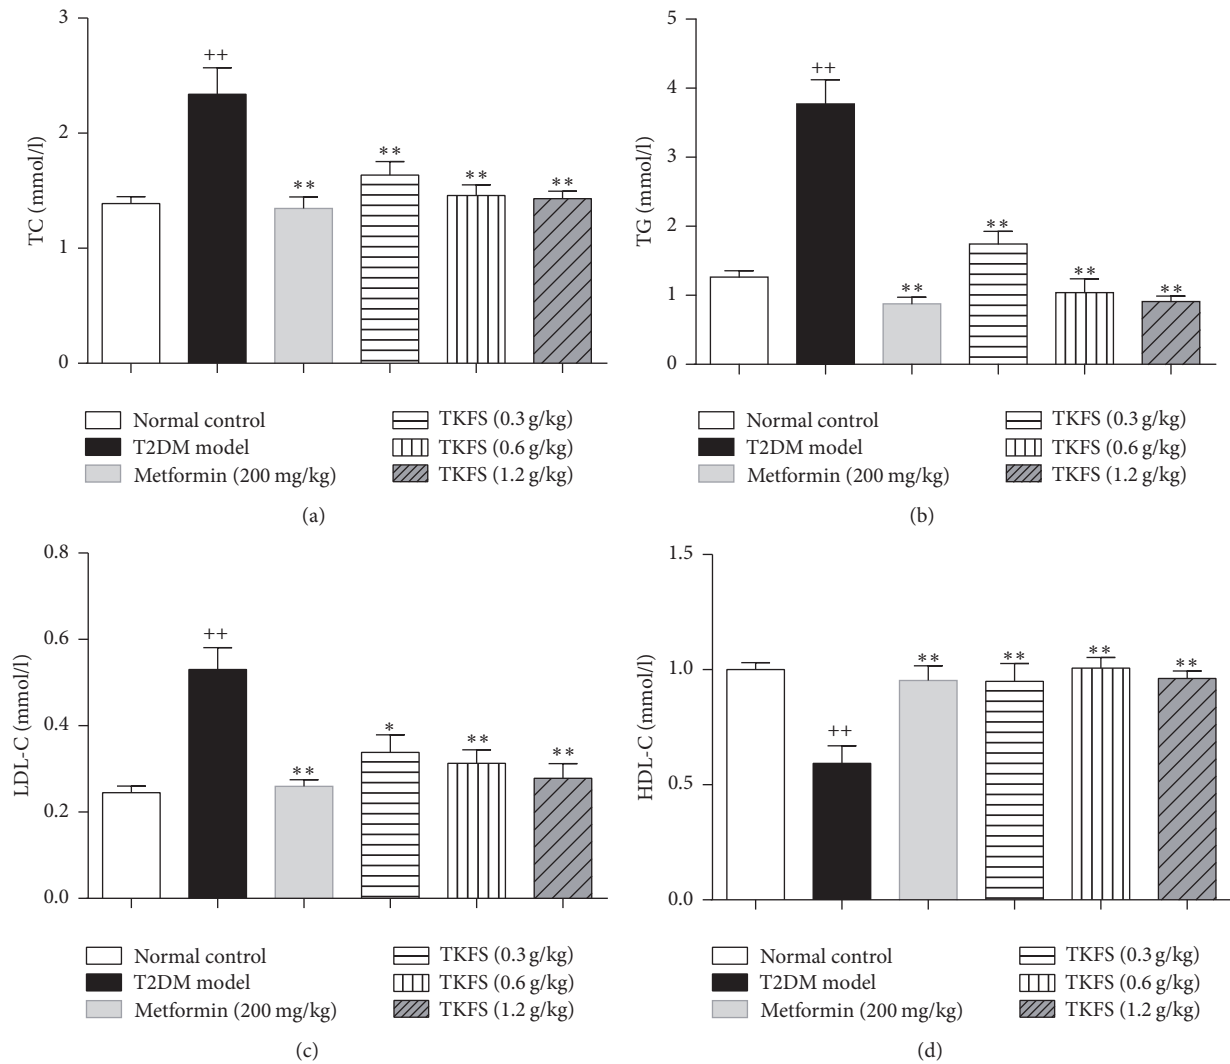 3
2
1
0
TC (mmol/l)
++
**
**
**
**
Normal control
T2DM model
Metformin (200 mg/kg)
TKFS (0.3 g/kg)
TKFS (0.6 g/kg)
TKFS (1.2 g/kg)
(a)
5
4
3
2
1
0
TG (mmol/l)
++
**
**
**
**
Normal control
T2DM model
Metformin (200 mg/kg)
TKFS (0.3 g/kg)
TKFS (0.6 g/kg)
TKFS (1.2 g/kg)
(b)
0.8
0.6
0.4
0.2
0.0
LDL-C (mmol/l)
++
**
*
**
**
Normal control
T2DM model
Metformin (200 mg/kg)
TKFS (0.3 g/kg)
TKFS (0.6 g/kg)
TKFS (1.2 g/kg)
(c)
1.5
1.0
0.5
0.0
HDL-C (mmol/l)
++
**
**
**
**
Normal control
T2DM model
Metformin (200 mg/kg)
TKFS (0.3 g/kg)
TKFS (0.6 g/kg)
TKFS (1.2 g/kg)
(d)